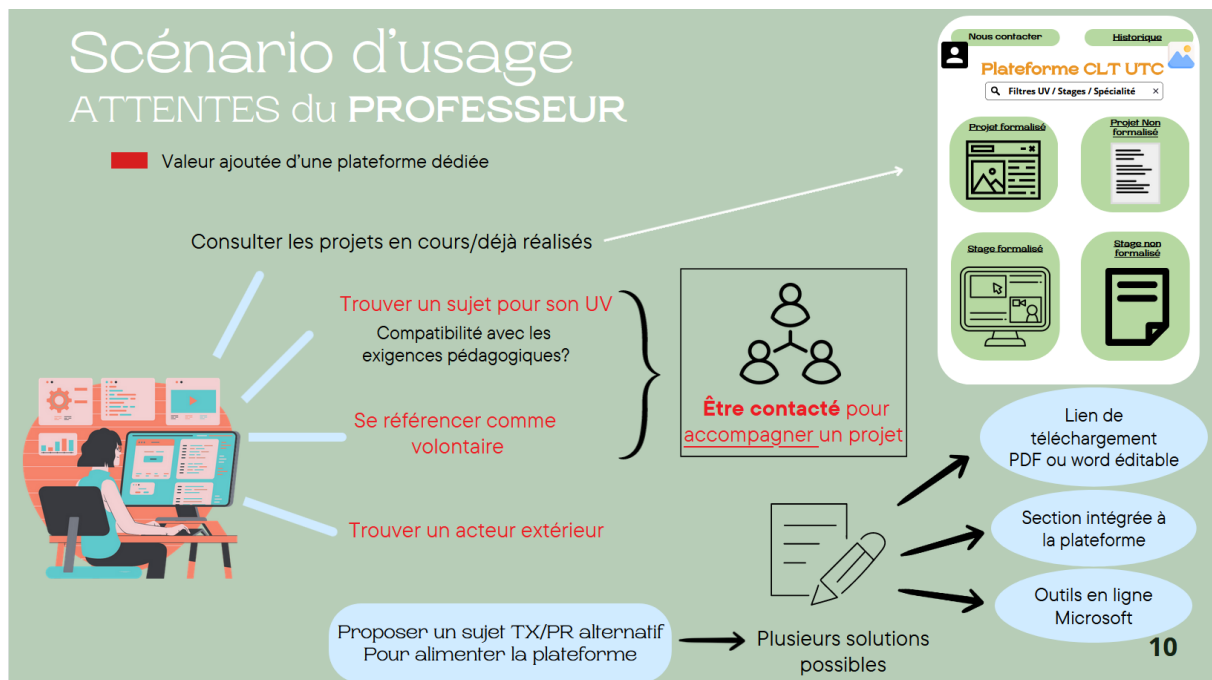 Scénario d'usage
ATTENTES du PROFESSEUR
Valeur ajoutée d'une plateforme dédiée
Consulter les projets en cours/déjà réalisés
Trouver un sujet pour son UV
Compatibilité avec les
exigences pédagogiques?
Se référencer comme
volontaire
Trouver un acteur extérieur
Être contacté pour
accompagner un projet
Nous contacter
Historique
Plateforme CLT UTC
Filtres UV / Stages / Spécialité ×
Projet formalisé
Projet Non
formalisé
Stage formalisé
Stage non
formalisé
Proposer un sujet TX/PR alternatif
Pour alimenter la plateforme
Plusieurs solutions
possibles
Lien de
téléchargement
PDF ou word éditable
Section intégrée à
la plateforme
Outils en ligne
Microsoft
10